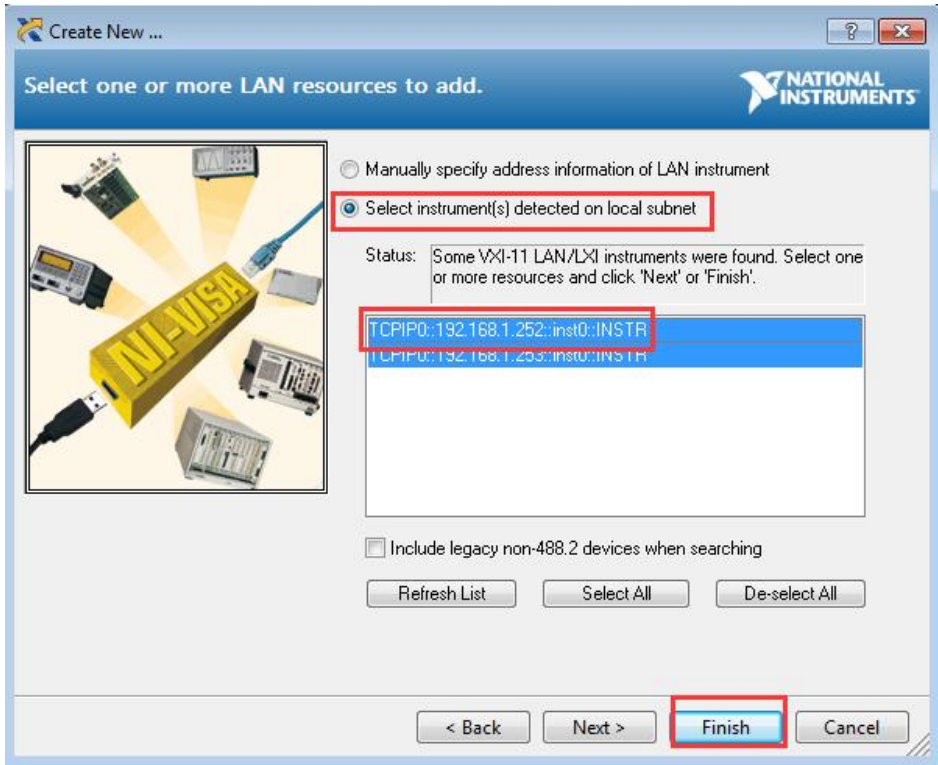 Create New ...
Select one or more LAN resources to add.
NATIONAL
INSTRUMENTS
Manually specify address information of LAN instrument
Select instrument(s) detected on local subnet
Status: Some VXI-11 LAN/LXI instruments were found. Select one
or more resources and click 'Next' or 'Finish'.
TCPIP0::192.168.1.252::inst0::INSTR
TCPIP0::192.168.1.253::inst0::INSTR
NI-VISA
Include legacy non-488.2 devices when searching
Refresh List
Select All
De-select All
< Back
Next >
Finish
Cancel